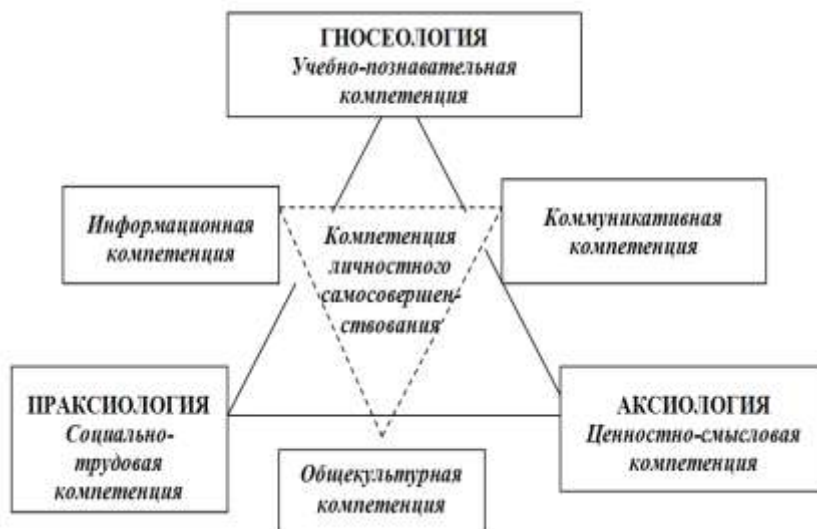 ГНОСЕОЛОГИЯ
Учебно-познавательная
компетенция
Информационная
компетенция
Коммуникативная
компетенция
Компетенция
личностного
самосовершен-
ствования
ПРАКСИОЛОГИЯ
Социально-
трудовая
компетенция
АКСИОЛОГИЯ
Ценностно-смысловая
компетенция
Общекультурная
компетенция